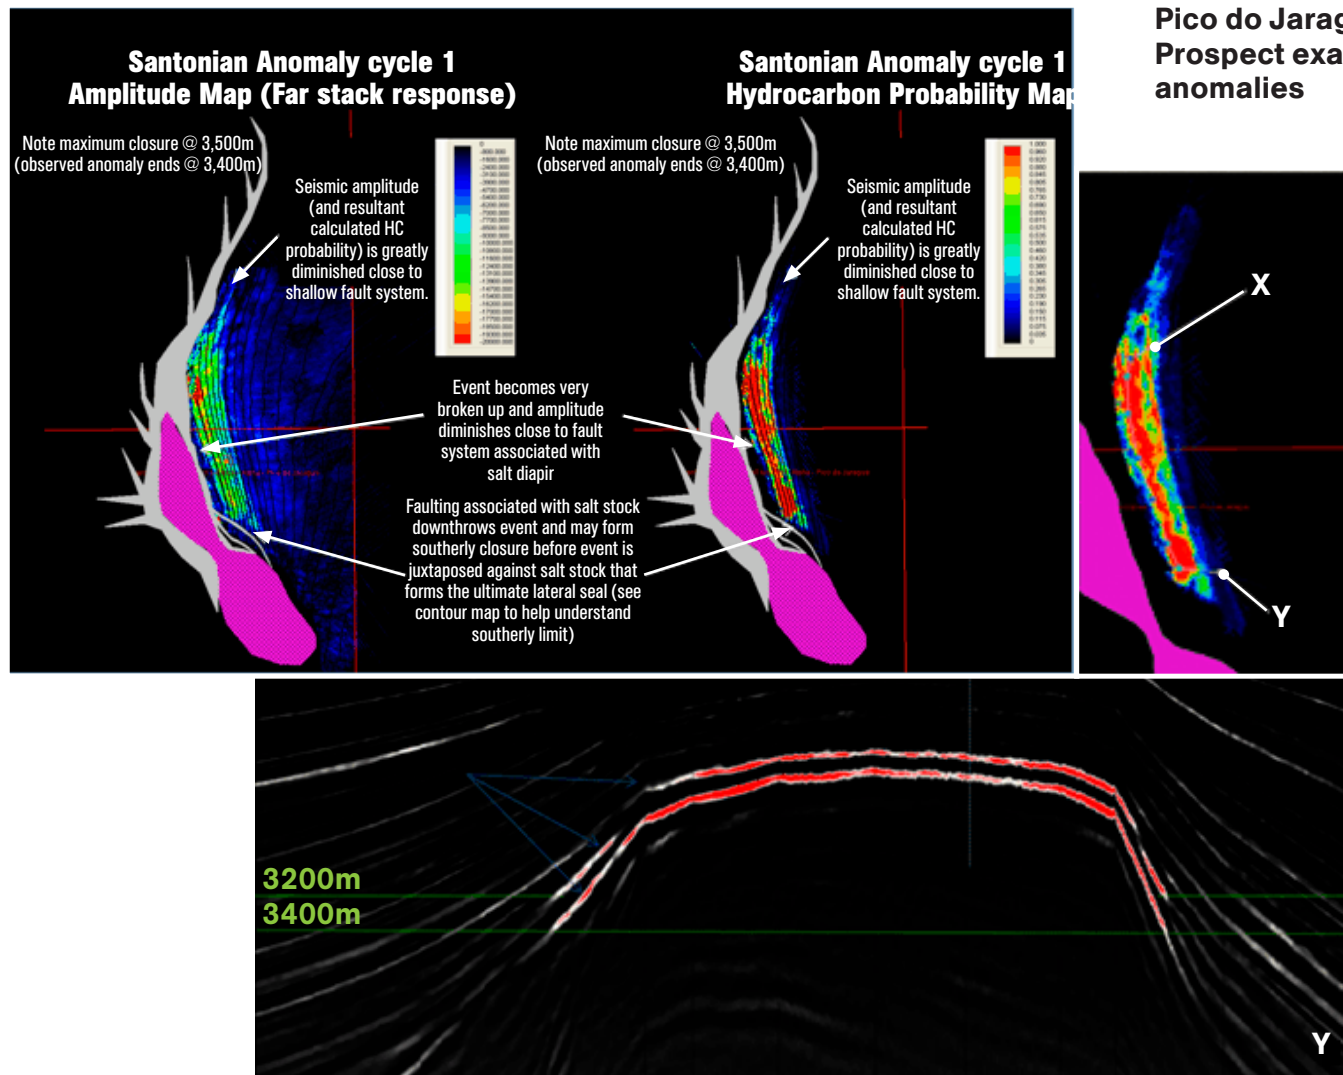 Pico do Jarag
Prospect exa
anomalies
Santonian Anomaly cycle 1
Amplitude Map (Far stack response)
Note maximum closure @ 3,500m
(observed anomaly ends @ 3,400m)
Seismic amplitude
(and resultant
calculated HC
probability) is greatly
diminished close to
shallow fault system.
Santonian Anomaly cycle 1
Hydrocarbon Probability Map
Note maximum closure @ 3,500m
(observed anomaly ends @ 3,400m)
Seismic amplitude
(and resultant
calculated HC
probability) is greatly
diminished close to
shallow fault system.
Event becomes very
broken up and amplitude
diminishes close to fault
system associated with
salt diapir
Faulting associated with salt stock
downthrows event and may form
southerly closure before event is
juxtaposed against salt stock that
forms the ultimate lateral seal (see
contour map to help understand
southerly limit)
X
Y
3200m
3400m
Y